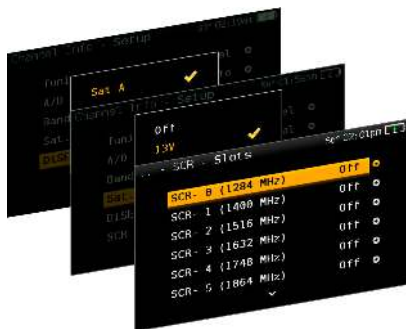 Channel Info - Setup
Tuni
A/D
Band
Sat.
DiSE
Sat A
Channel Info - Setup
Tuni
A/D
Band
Sat.
DiSE
SCR
Off
13V
SCR - Slots
SCR- 0 (1284 MHz) Off
SCR- 1 (1400 MHz) Off
SCR- 2 (1516 MHz) Off
SCR- 3 (1632 MHz) Off
SCR- 4 (1748 MHz) Off
SCR- 5 (1864 MHz) Off